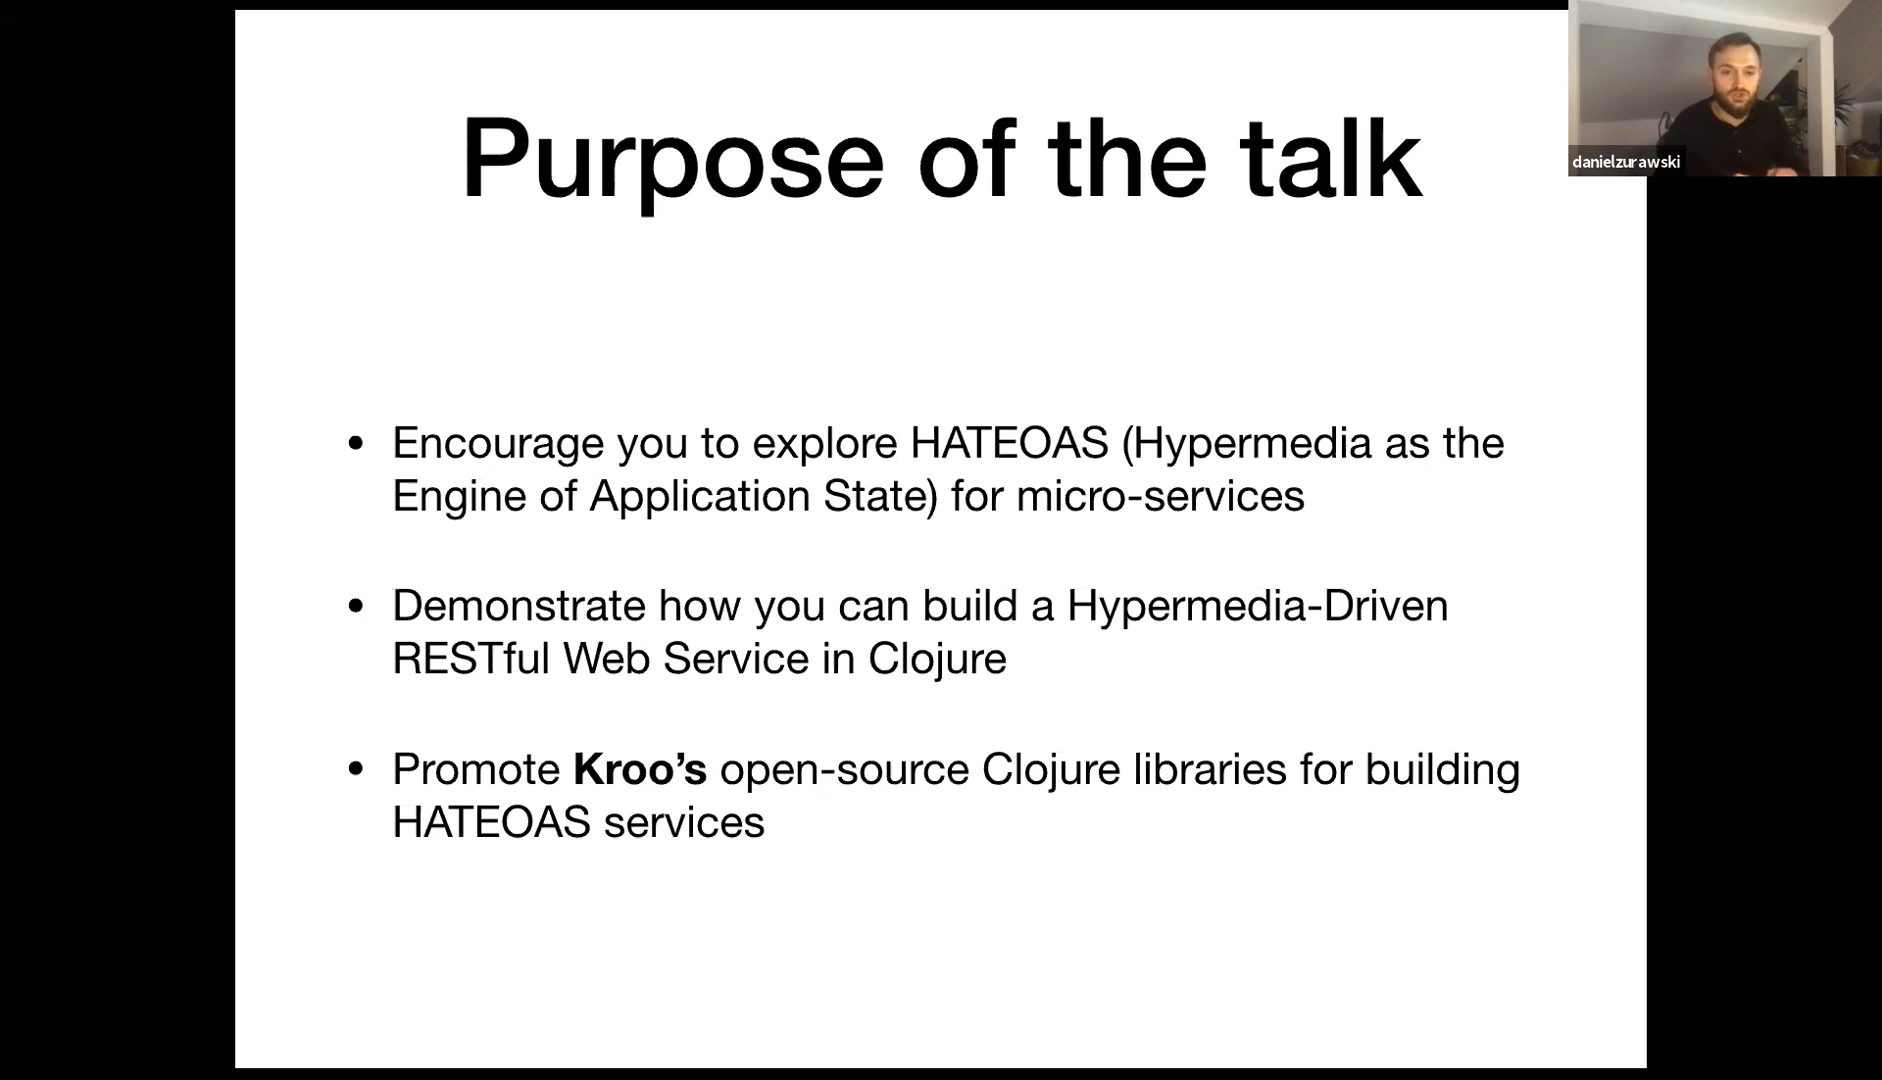 Purpose of the talk
danielzurawski
• Encourage you to explore HATEOAS (Hypermedia as the
Engine of Application State) for micro-services
• Demonstrate how you can build a Hypermedia-Driven
RESTful Web Service in Clojure
• Promote Kroo’s open-source Clojure libraries for building
HATEOAS services